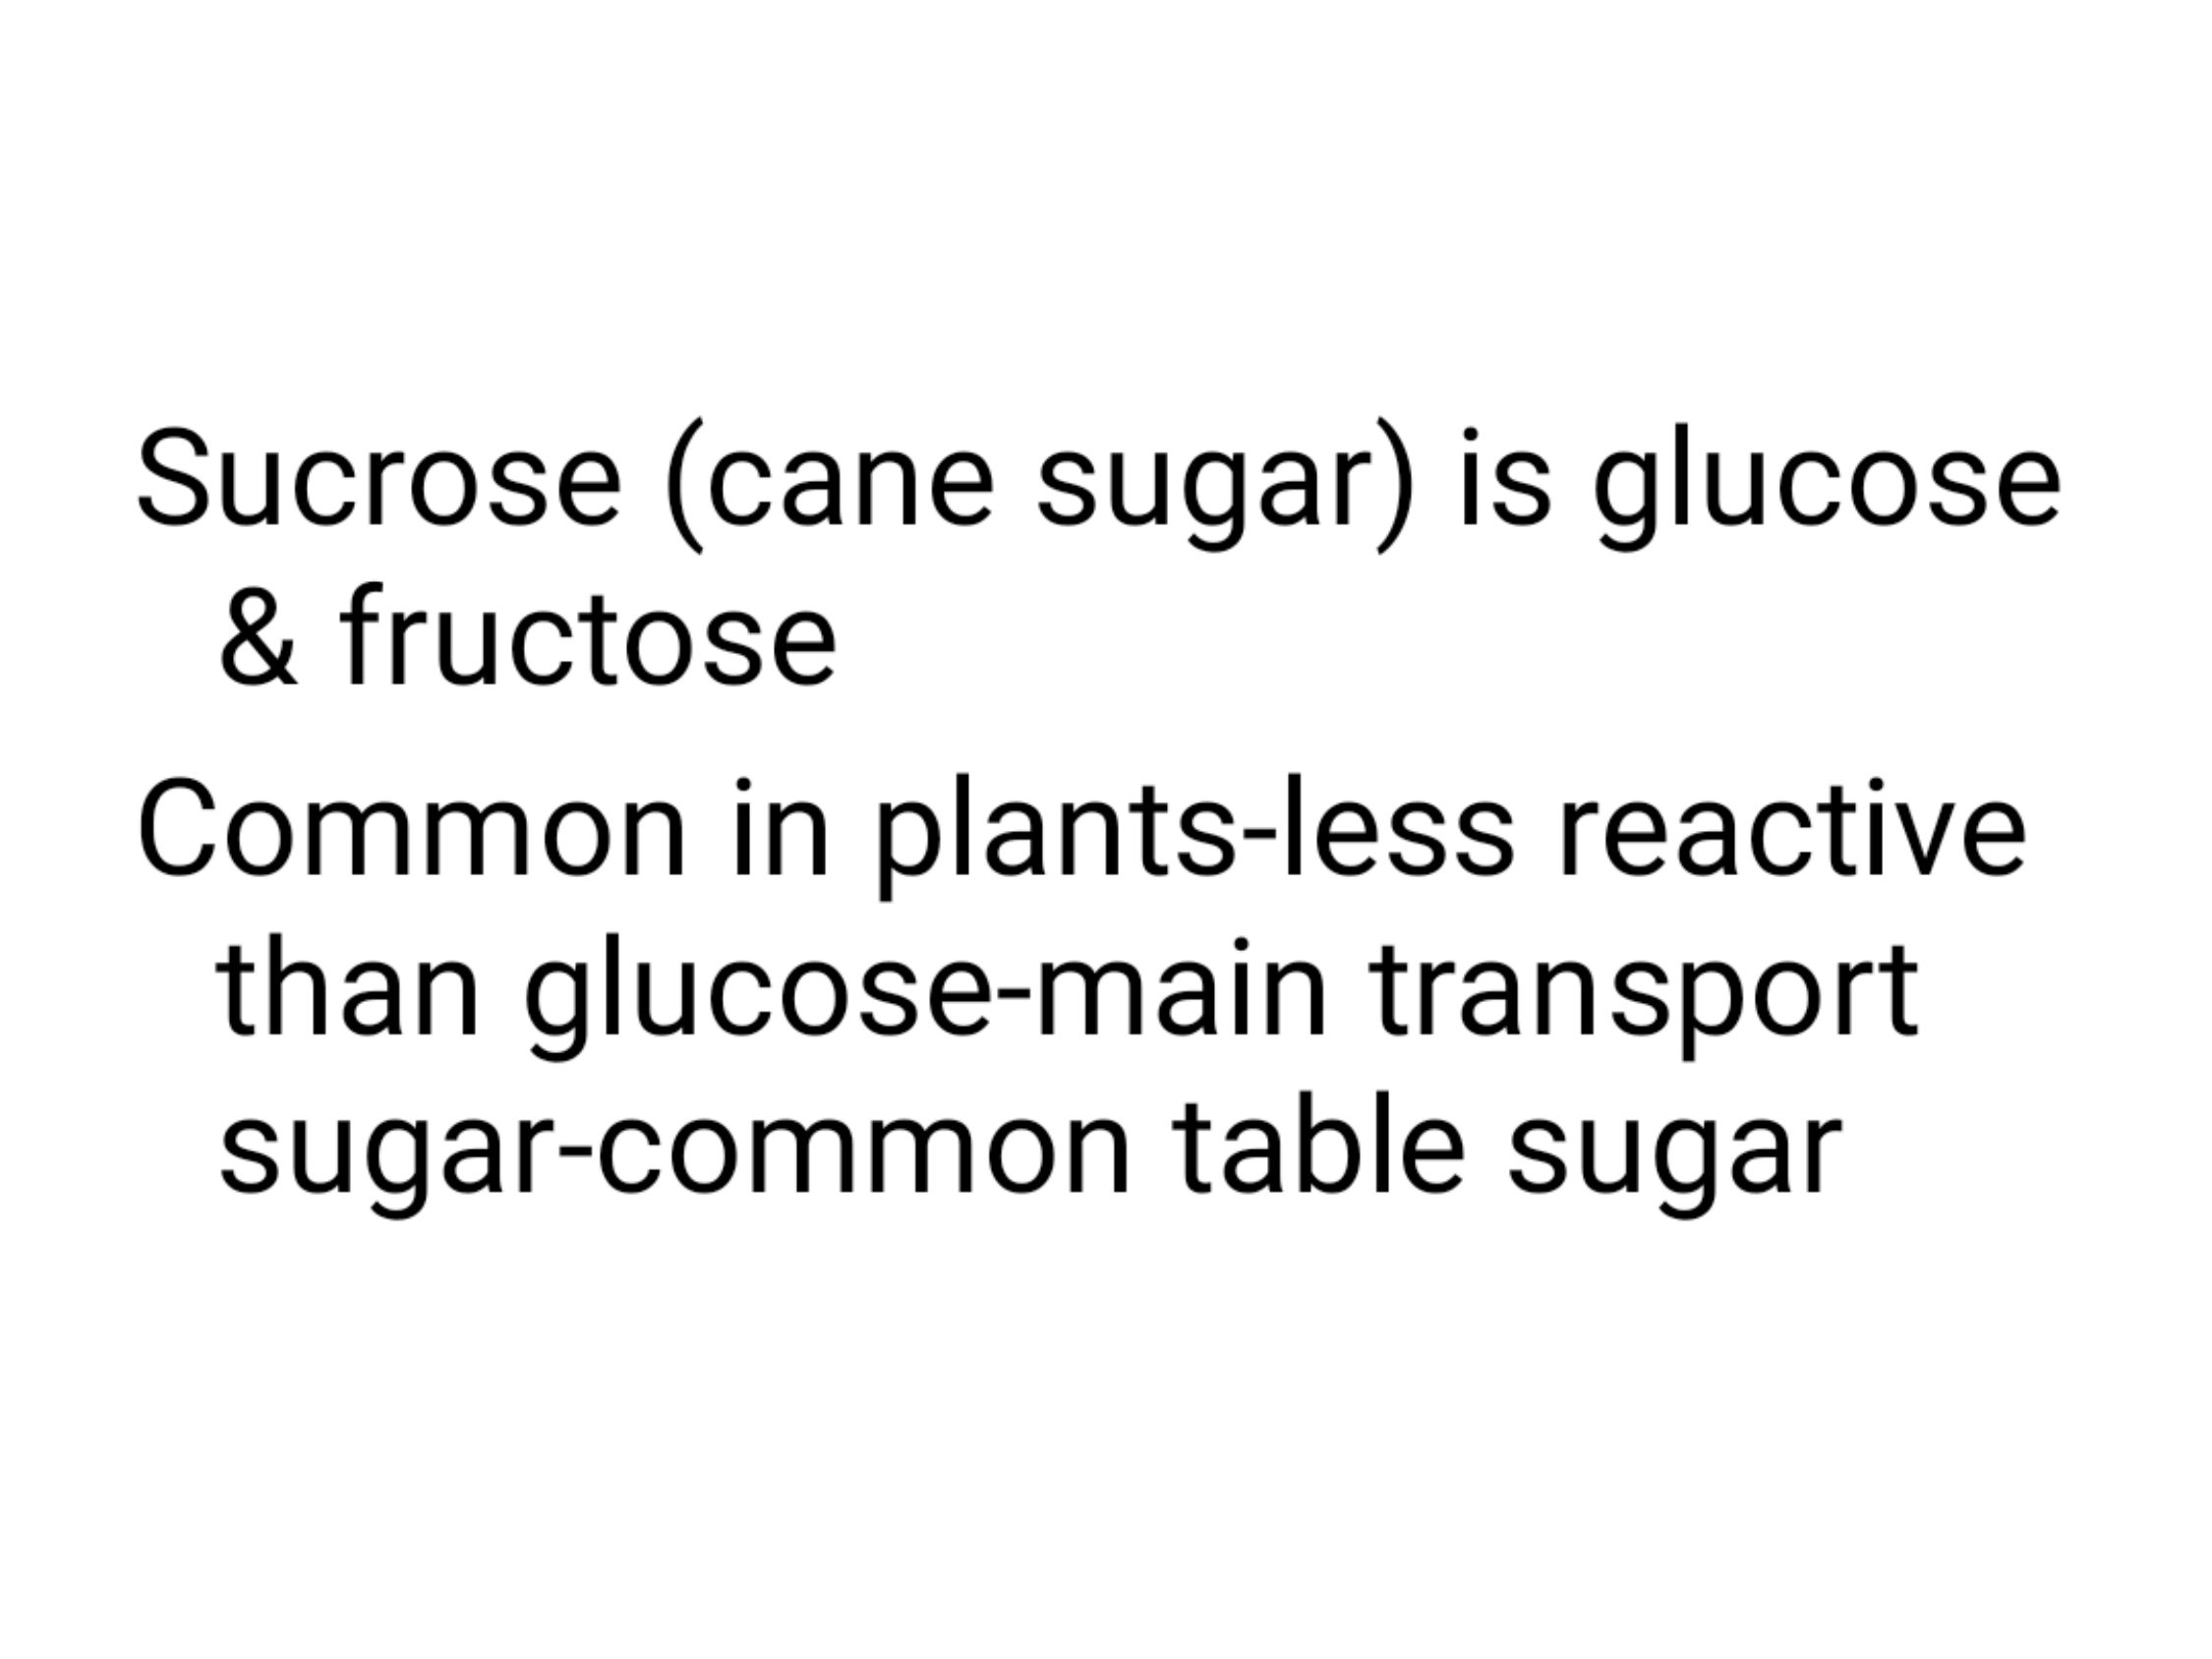 Sucrose (cane sugar) is glucose
& fructose
Common in plants-less reactive
than glucose-main transport
sugar-common table sugar